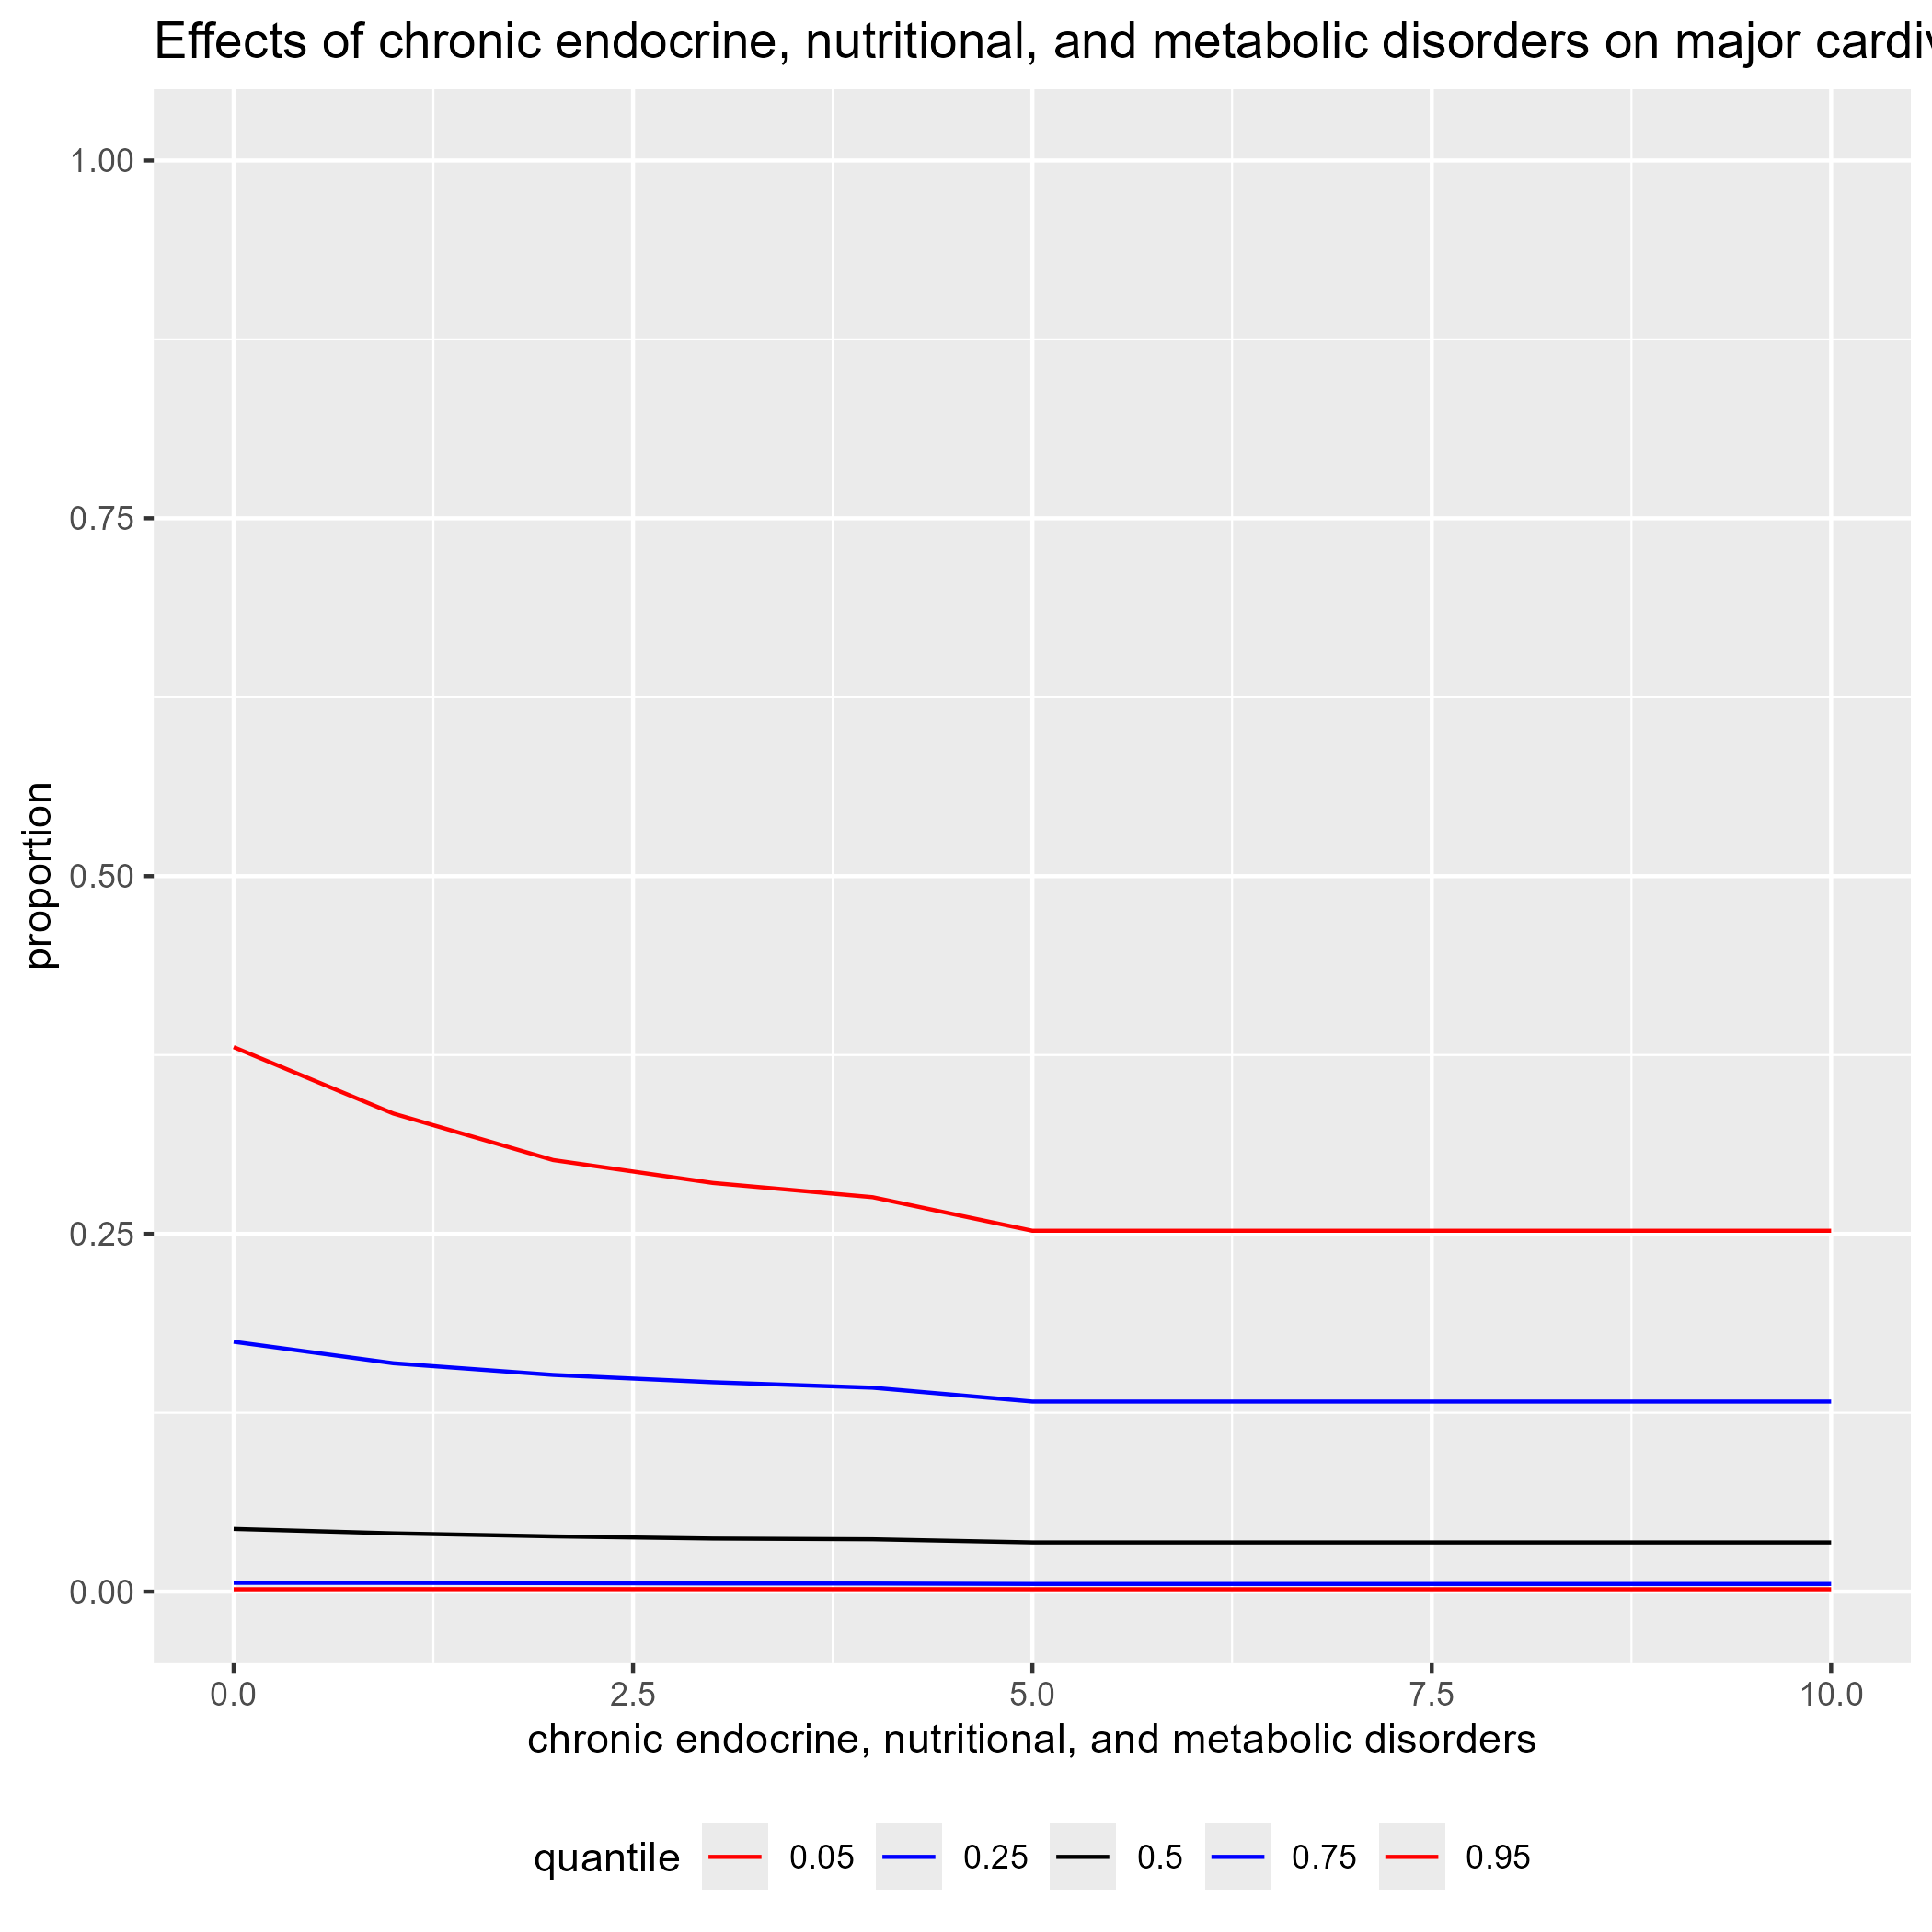 Effects of chronic endocrine, nutritional, and metabolic disorders on major
1.00
0.75
0.50
0.25
0.00
proportion
0.0 2.5 5.0 7.5 10.0
chronic endocrine, nutritional, and metabolic disorders
quantile 0.05 0.25 0.5 0.75 0.95